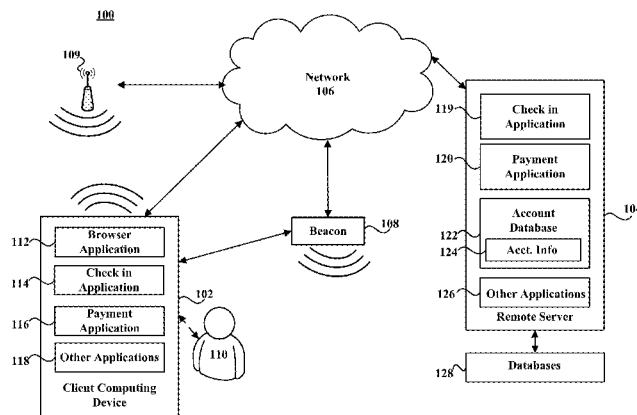 100
109
Network
106
119
Check in
Application
120
Payment
Application
122
Account
Database
124
Acct. Info
126
Other Applications
Remote Server
10
128
Databases
Beacon
108
112
Browser
Application
114
Check in
Application
116
Payment
Application
118
Other Applications
Client Computing
Device
102
110